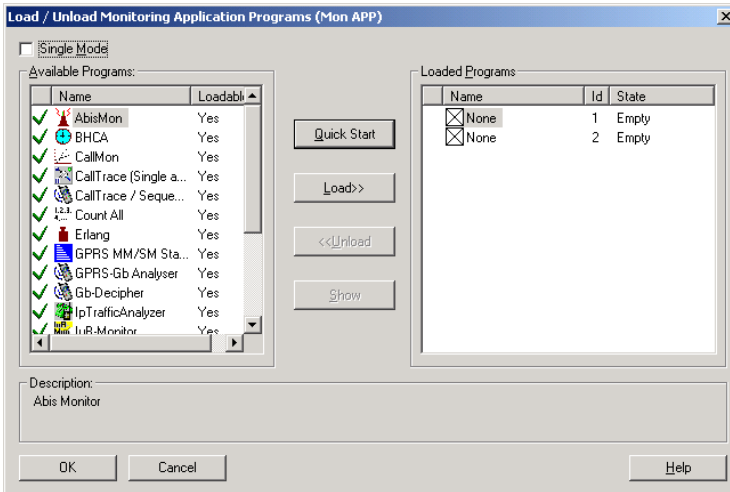 Load / Unload Monitoring Application Programs (Mon APP)
Single Mode
Available Programs:
Name Loadabl
AbisMon Yes
BHCA Yes
CallMon Yes
CallTrace (Single a... Yes
CallTrace / Seque... Yes
Count All Yes
Erlang Yes
GPRS MM/SM Sta... Yes
GPRS-Gb Analyser Yes
Gb-Decipher Yes
IpTrafficAnalyzer Yes
IuB-Monitor Yes
Quick Start
Load>>
<<Unload
Show
Loaded Programs
Name Id State
None 1 Empty
None 2 Empty
Description:
Abis Monitor
OK
Cancel
Help